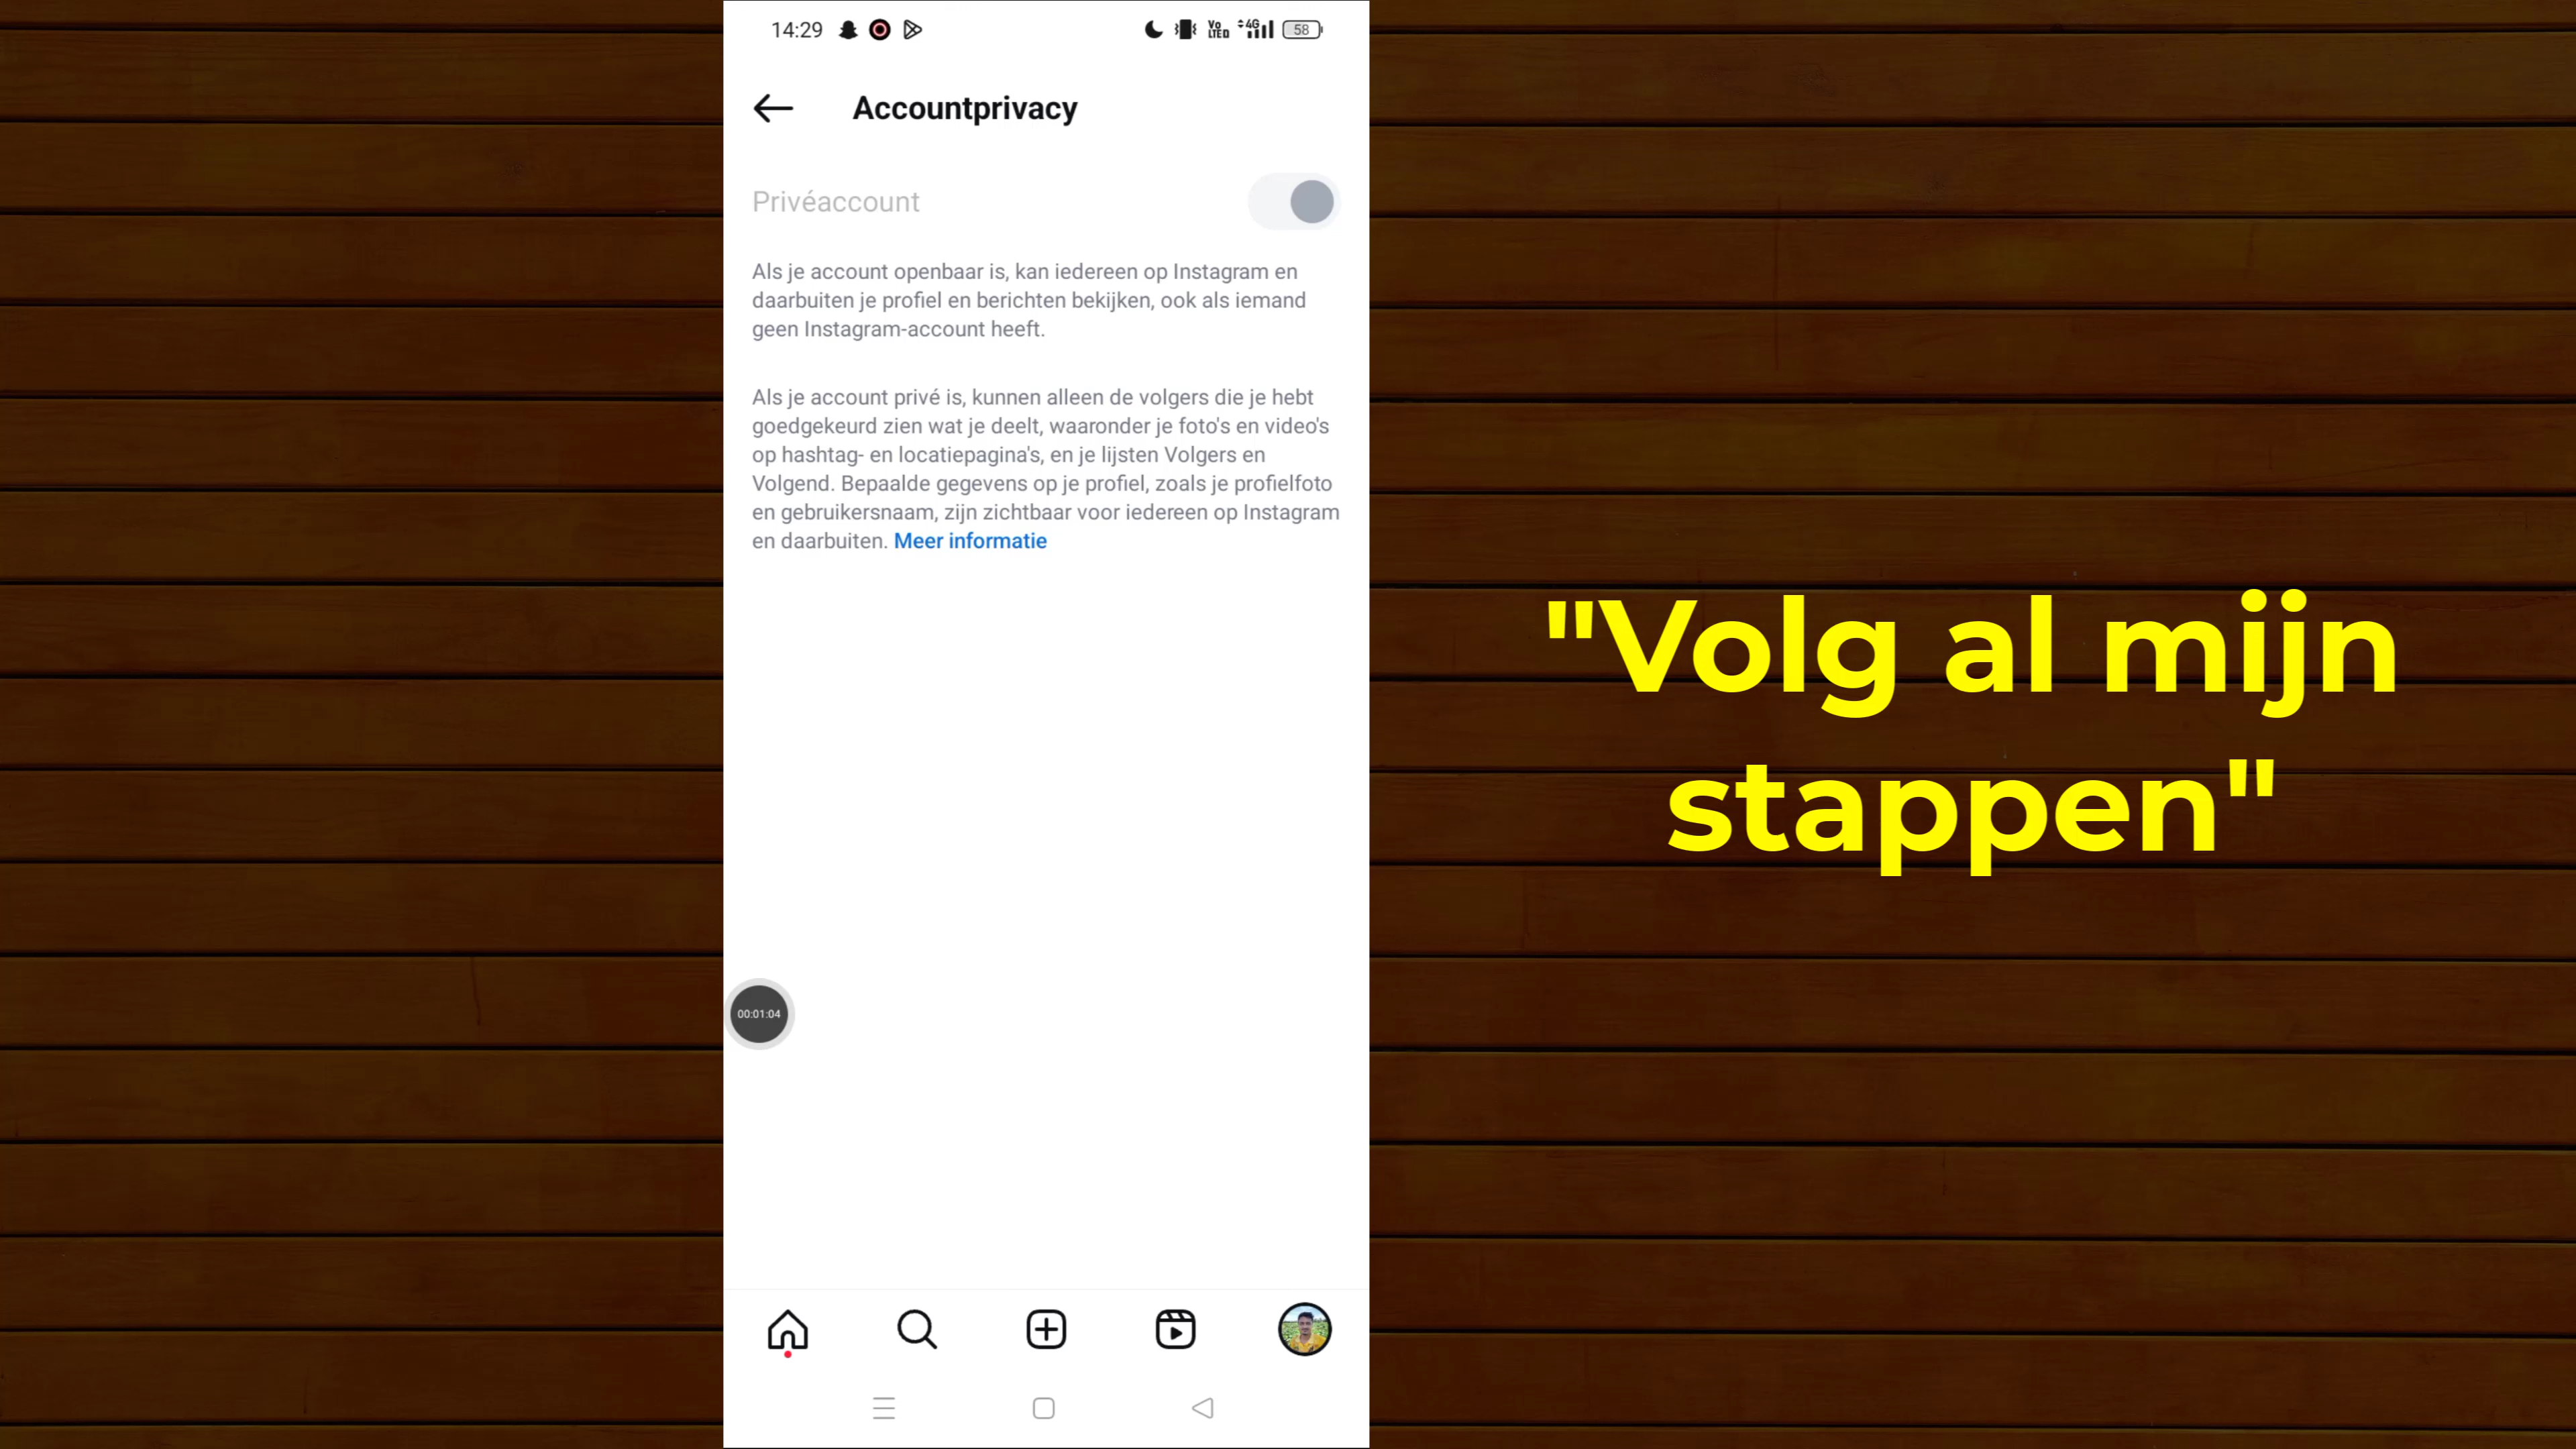 14:29
Vo LTE 4G 58
Accountprivacy
Privéaccount
Als je account openbaar is, kan iedereen op Instagram en
daarbuiten je profiel en berichten bekijken, ook als iemand
geen Instagram-account heeft.
Als je account privé is, kunnen alleen de volgers die je hebt
goedgekeurd zien wat je deelt, waaronder je foto's en video's
op hashtag- en locatiepagina's, en je lijsten Volgers en
Volgend. Bepaalde gegevens op je profiel, zoals je profielfoto
en gebruikersnaam, zijn zichtbaar voor iedereen op Instagram
en daarbuiten. Meer informatie
"Volg al mijn
stappen"
00:01:04